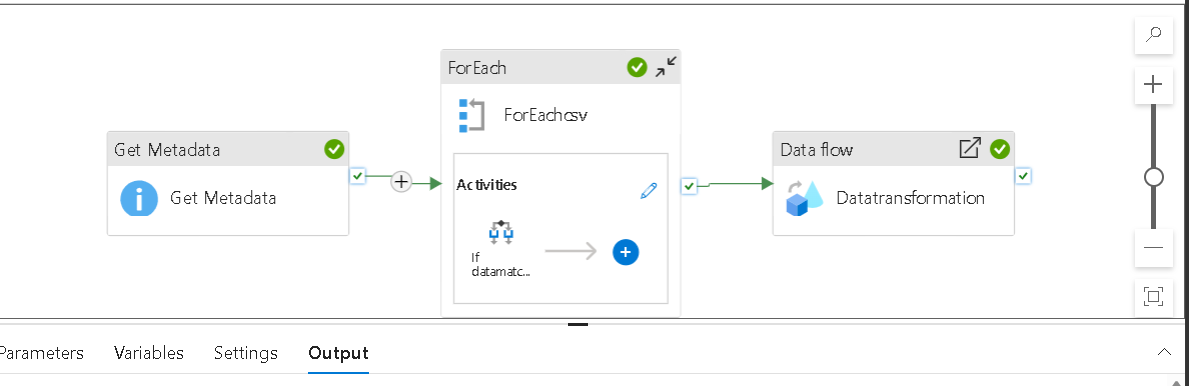 ForEach
ForEachcsv
Get Metadata
Get Metadata
Activities
If
datamatc...
Data flow
Datatransformation
Parameters
Variables
Settings
Output